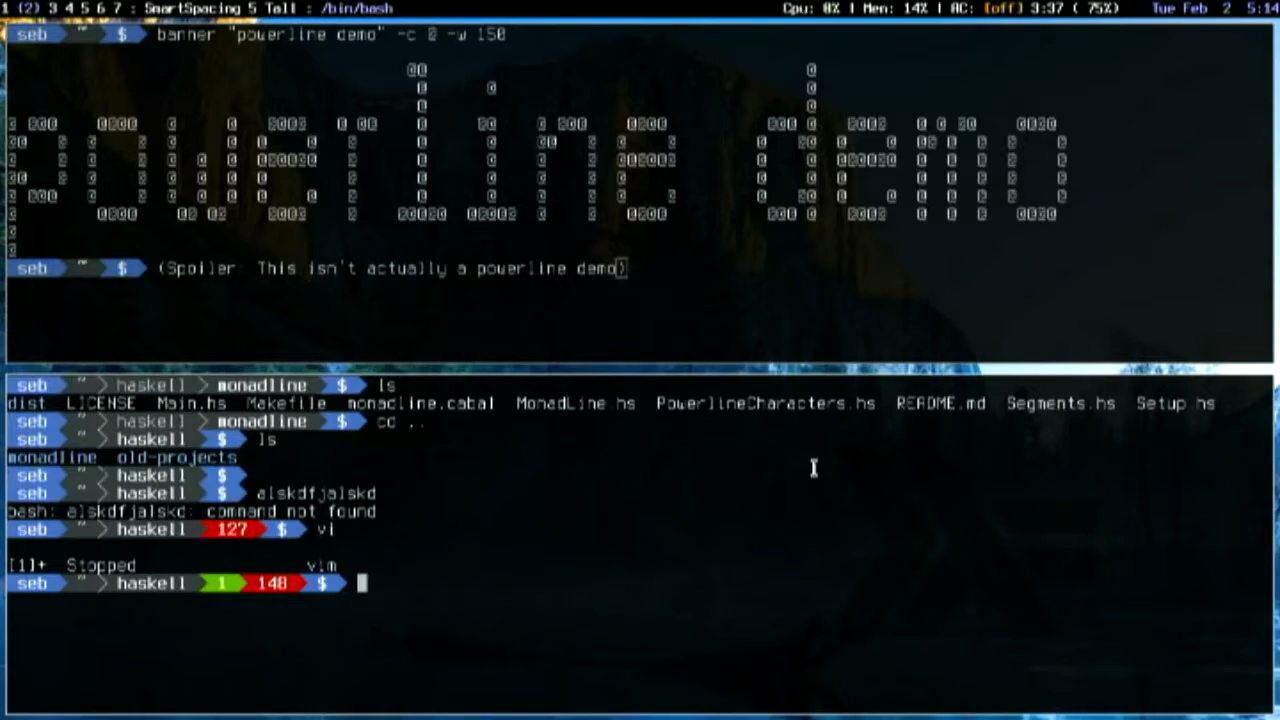 1 (2) 3 4 5 6 7 : SmartSpacing 5 Tall : /bin/bash Cpu: 8% | Mem: 14% | AC: [off] 3:37 ( 75%) Tue Feb 2 5:14
seb ~ $ banner "powerline demo" -c @ -w 150
powerline demo
seb ~ $ (Spoiler: This isn't actually a powerline demo)
seb ~ haskell monadline $ ls
dist LICENSE Main.hs Makefile monadline.cabal MonadLine.hs PowerlineCharacters.hs README.md Segments.hs Setup.hs
seb ~ haskell monadline $ cd ..
seb ~ haskell $ ls
monadline old-projects
seb ~ haskell $
seb ~ haskell $ alskdfjalskd
bash: alskdfjalskd: command not found
seb ~ haskell 127 $ vi
[1]+ Stopped vim
seb ~ haskell 1 148 $